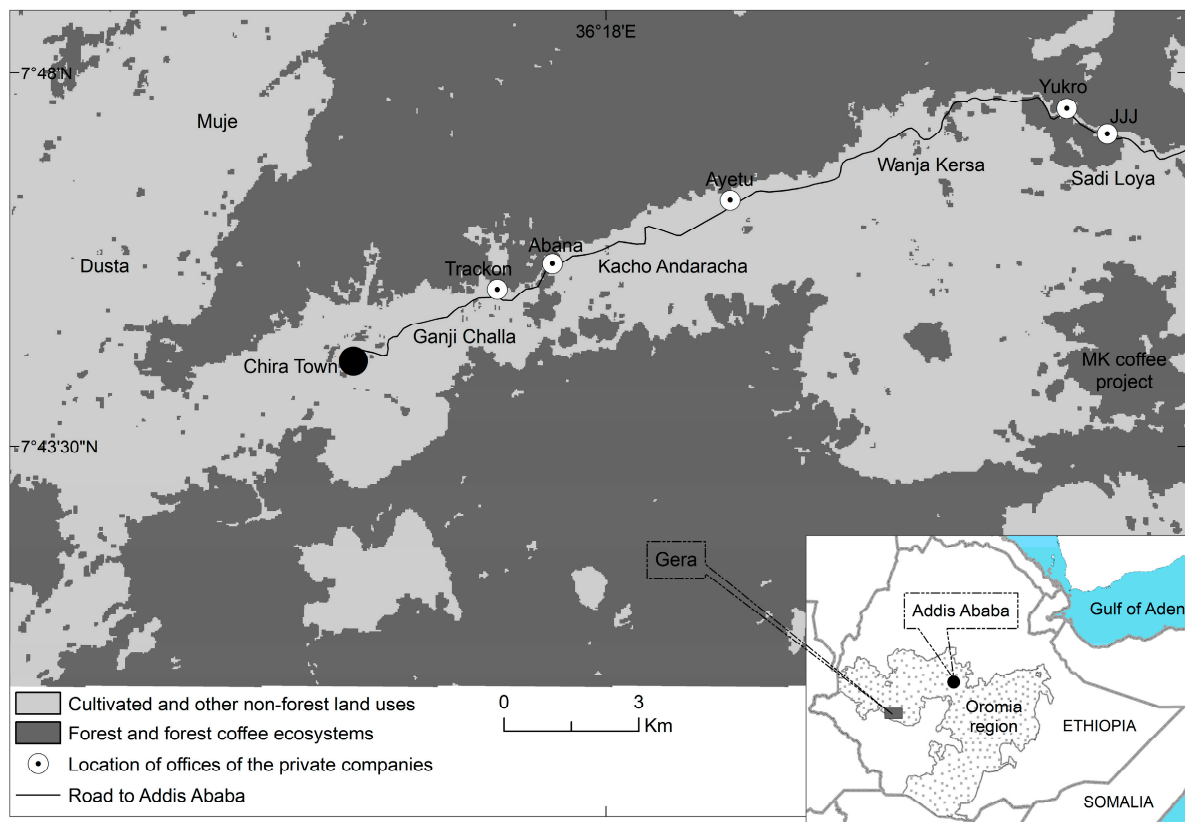 36°18'E
7°48'N
Yukro
Muje
JJJ
Wanja Kersa
Sadi Loya
Ayetu
Abana
Dusta
Trackon
Kacho Andaracha
Ganji Challa
Chira Town
MK coffee
project
7°43'30"N
Gera
Addis Ababa
Gulf of Aden
Oromia
region
ETHIOPIA
SOMALIA
Cultivated and other non-forest land uses
Forest and forest coffee ecosystems
Location of offices of the private companies
Road to Addis Ababa
0 3
Km